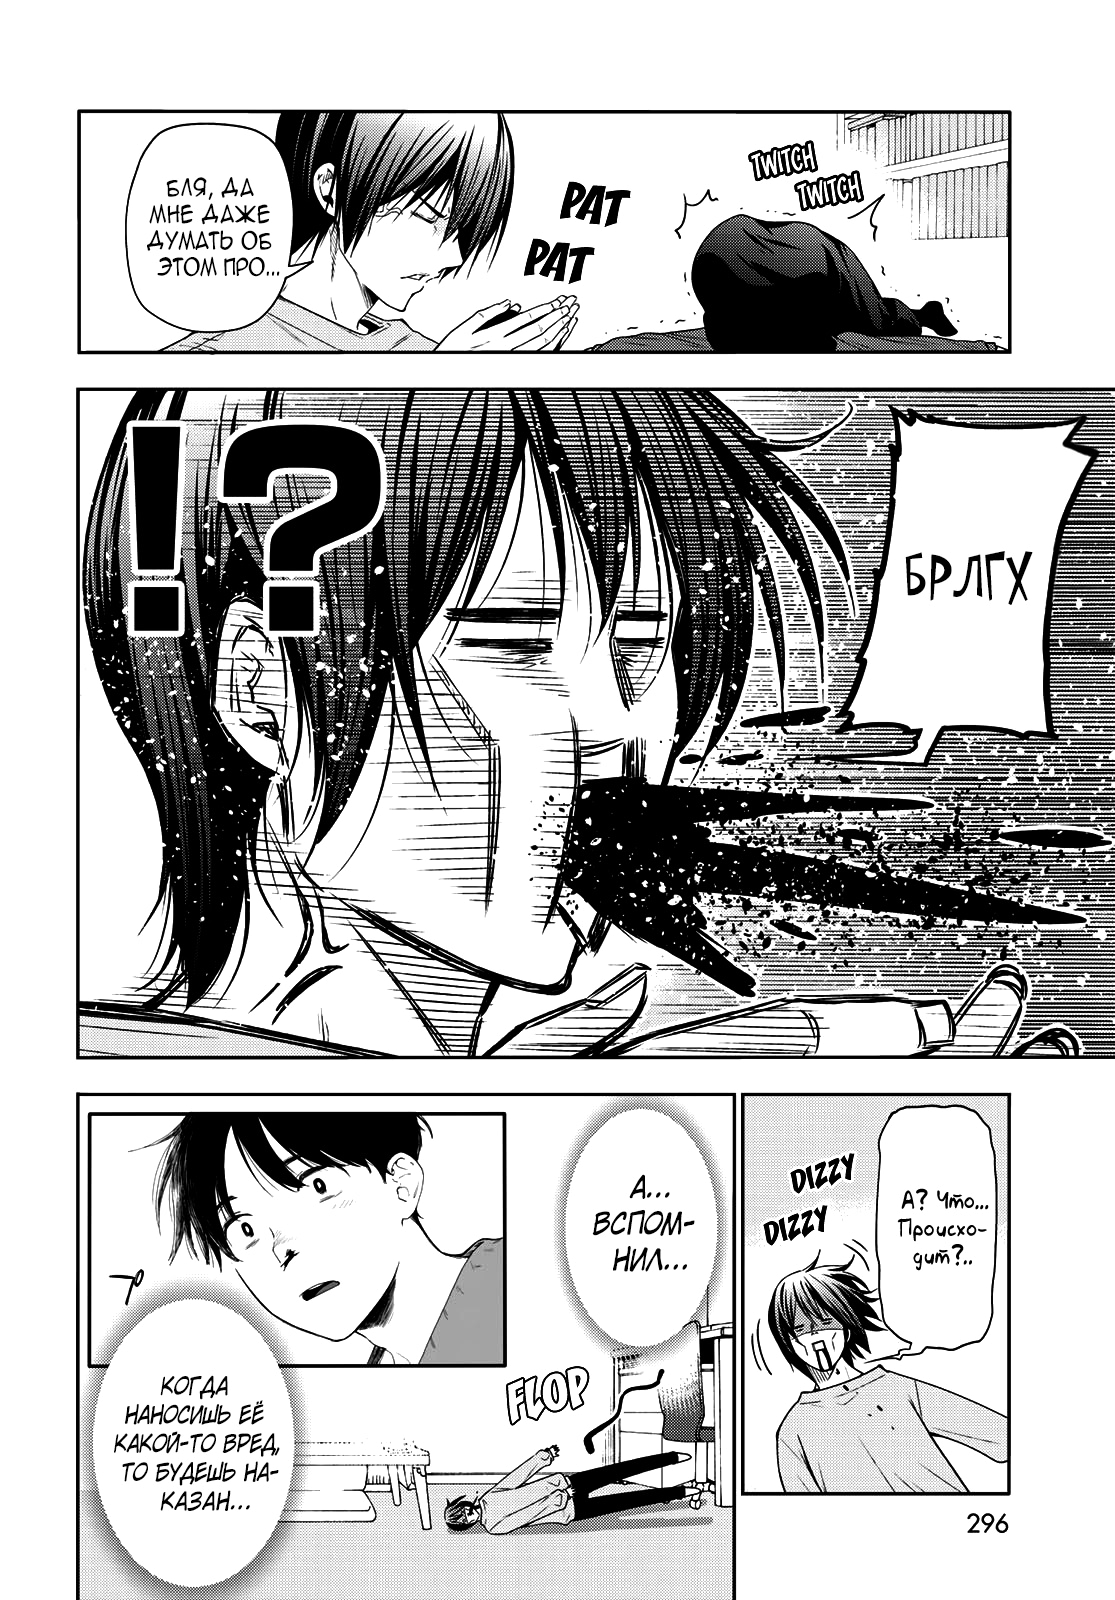 TWITCH
TWITCH
PAT
PAT
БЛЯ, ДА
МНЕ ДАЖЕ
ДУМАТЬ ОБ
ЭТОМ ПРО...
БРЛГХ
!?
А? Что...
Происхо-
дит?..
DIZZY
DIZZY
А...
ВСПОМ-
НИЛ...
FLOP
КОГДА
НАНОСИШЬ ЕЁ
КАКОЙ-ТО ВРЕД,
ТО БУДЕШЬ НА-
КАЗАН...
296